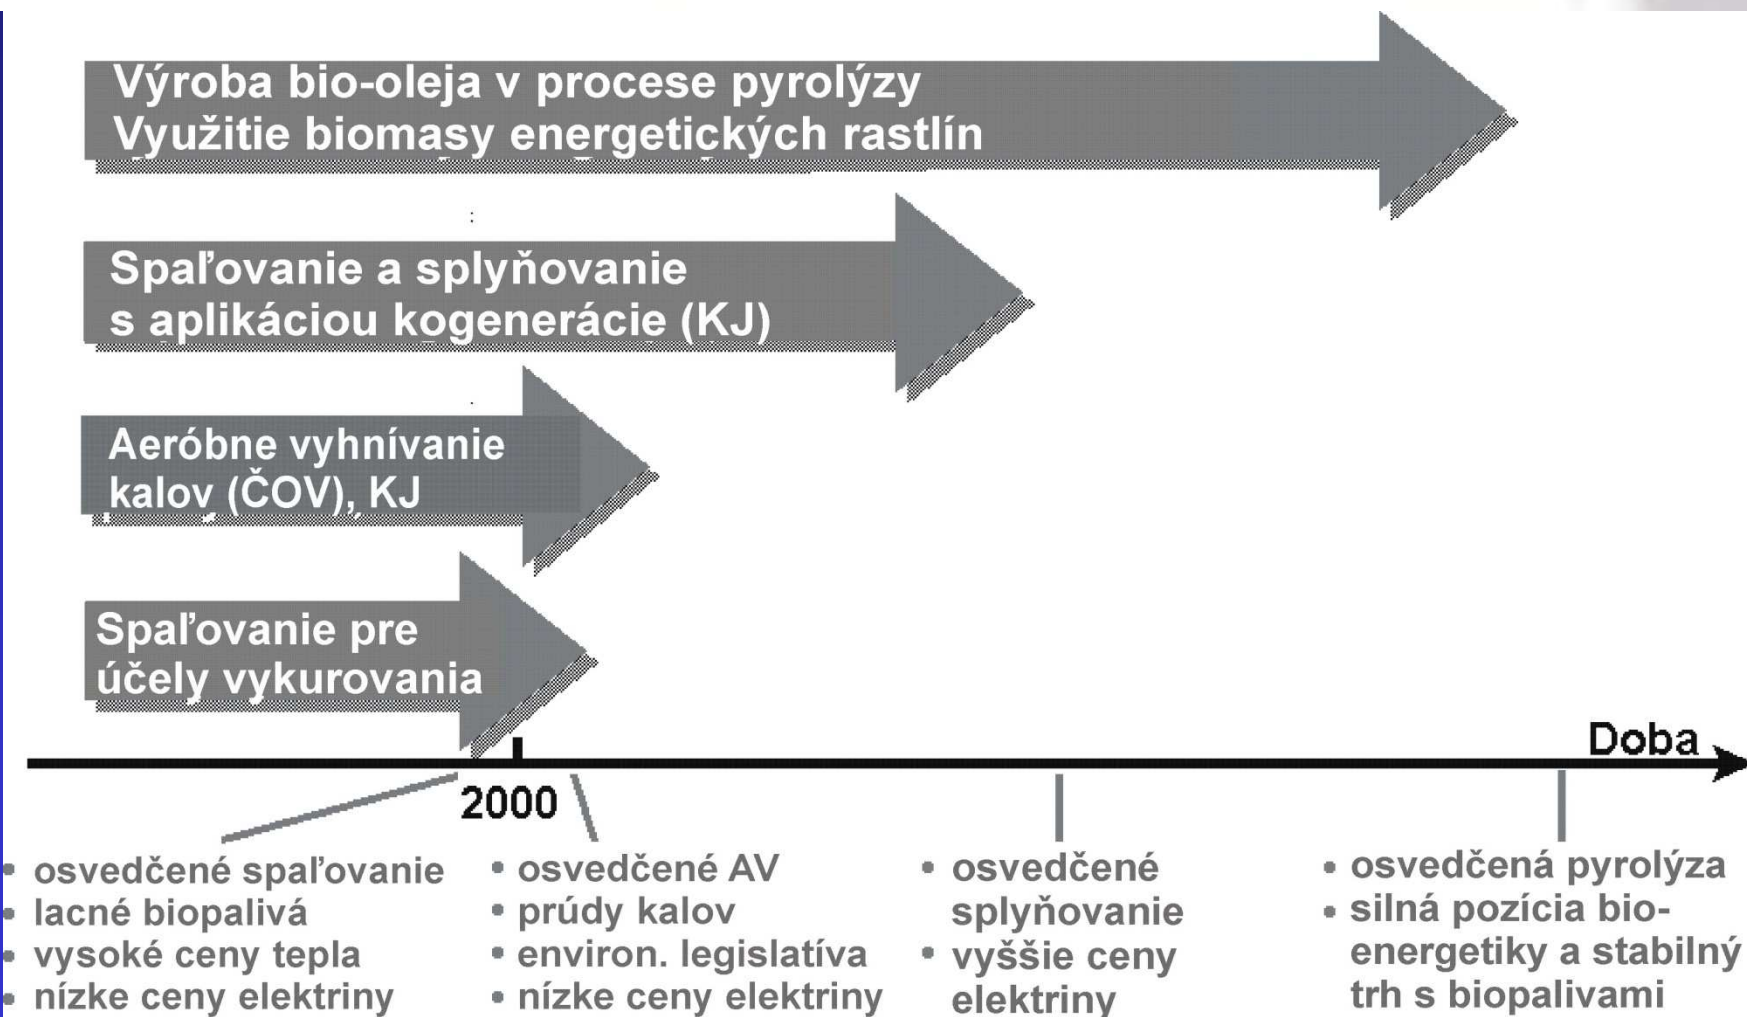 Výroba bio-oleja v procese pyrolýzy
Využitie biomasy energetických rastlín
Spaľovanie a splyňovanie
s aplikáciou kogenerácie (KJ)
Aeróbne vyhnívanie
kalov (ČOV), KJ
Spaľovanie pre
účely vykurovania
Doba
2000
• osvedčené spaľovanie
• lacné biopalivá
• vysoké ceny tepla
• nízke ceny elektriny
• osvedčené AV
• prúdy kalov
• environ. legislatíva
• nízke ceny elektriny
• osvedčené
splyňovanie
• vyššie ceny
elektriny
• osvedčená pyrolýza
• silná pozícia bio-
energetiky a stabilný
trh s biopalivami